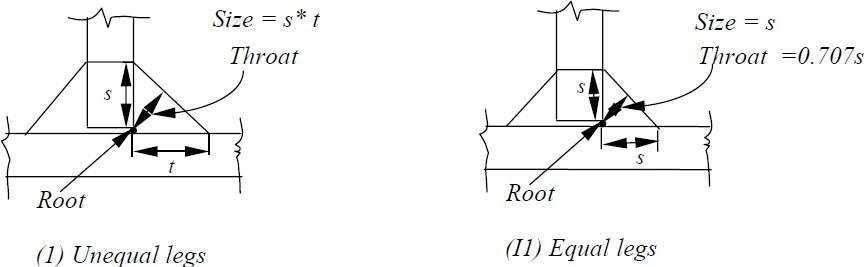 Size = s* t
Throat
s
t
Root
(1) Unequal legs
Size = s
Throat =0.707s
s
s
Root
(I1) Equal legs